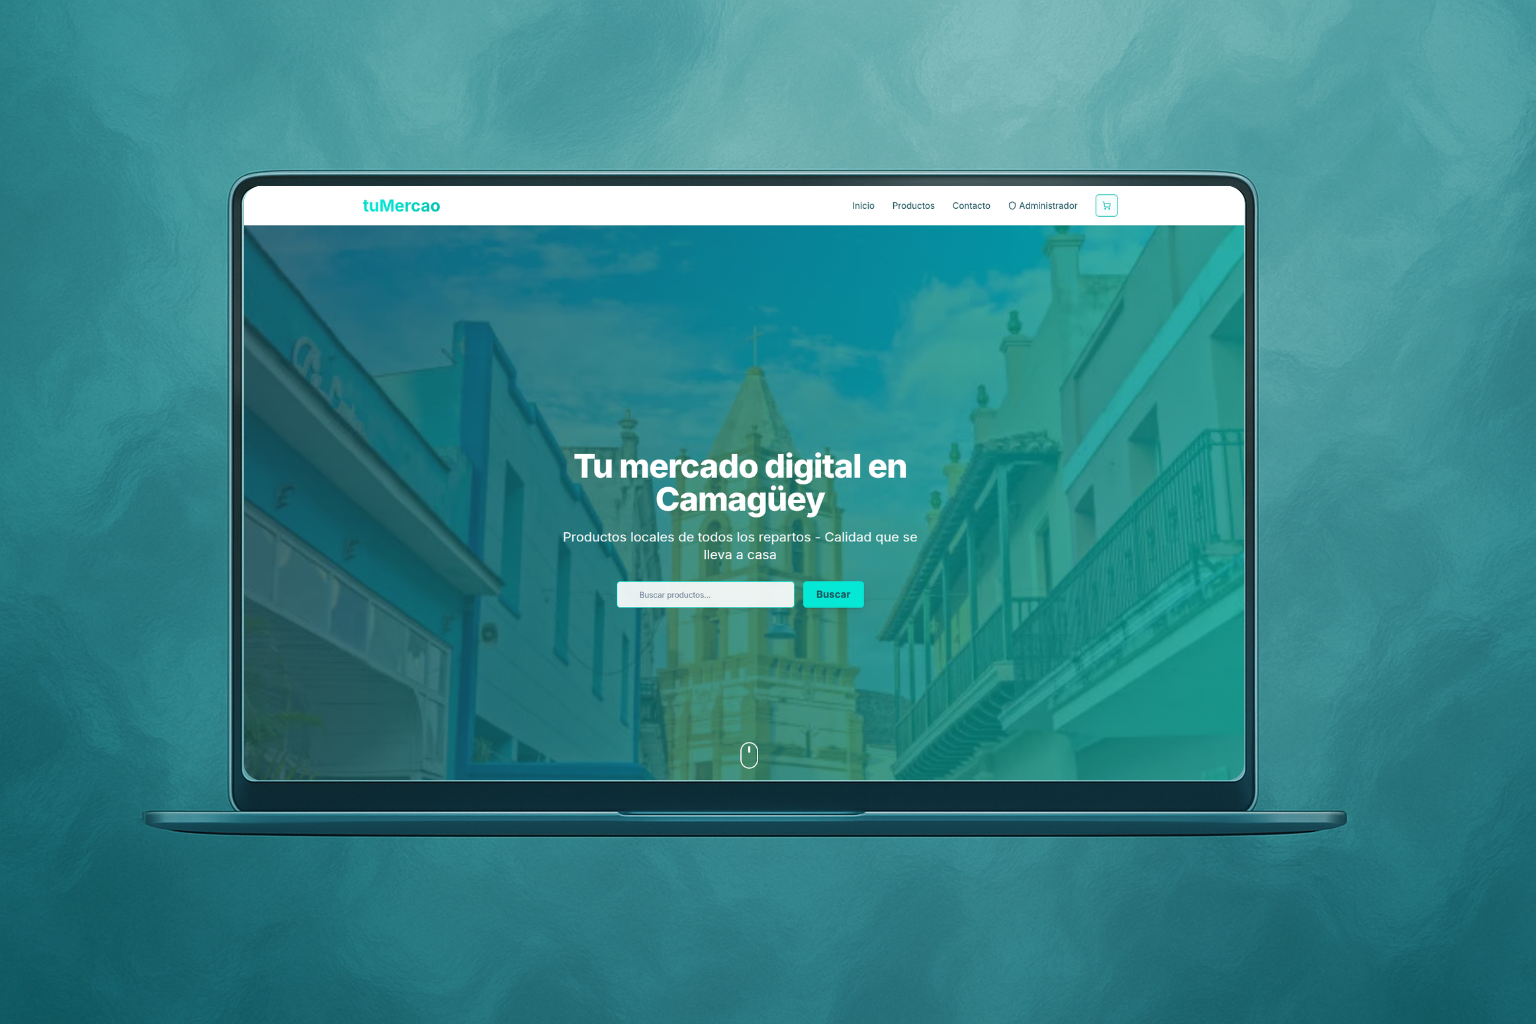 tuMercao
Inicio
Productos
Contacto
Administrador
Tu mercado digital en
Camagüey
Productos locales de todos los repartos - Calidad que se
lleva a casa
Buscar productos...
Buscar